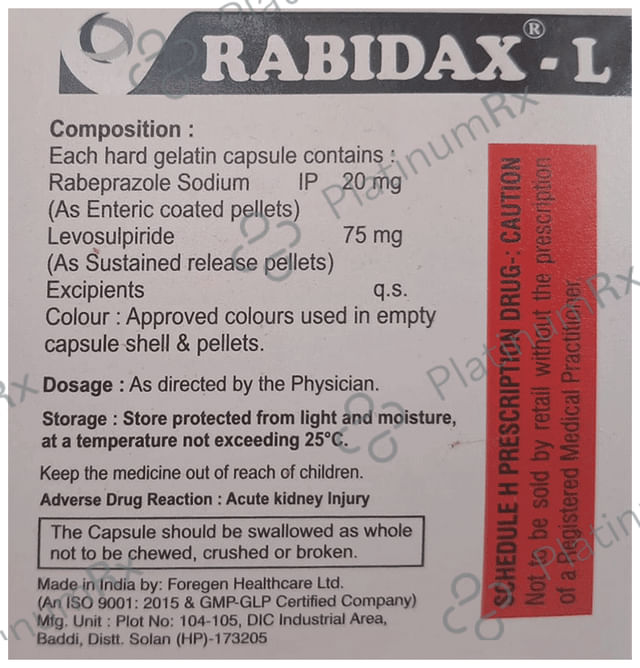 RABIDAX® - L
Composition :
Each hard gelatin capsule contains :
Rabeprazole Sodium IP 20 mg
(As Enteric coated pellets)
Levosulpiride 75 mg
(As Sustained release pellets)
Excipients q.s.
Colour : Approved colours used in empty
capsule shell & pellets.
Dosage : As directed by the Physician.
Storage : Store protected from light and moisture,
at a temperature not exceeding 25°C.
Keep the medicine out of reach of children.
Adverse Drug Reaction : Acute kidney Injury
The Capsule should be swallowed as whole
not to be chewed, crushed or broken.
Made in India by: Foregen Healthcare Ltd.
(An ISO 9001: 2015 & GMP-GLP Certified Company)
Mfg. Unit : Plot No: 104-105, DIC Industrial Area,
Baddi, Distt. Solan (HP)-173205
SCHEDULE H PRESCRIPTION DRUG-: CAUTION
Not to be sold by retail without the prescription
of a Registered Medical Practitioner
PlatinumRx
PlatinumRx
PlatinumRx
PlatinumRx